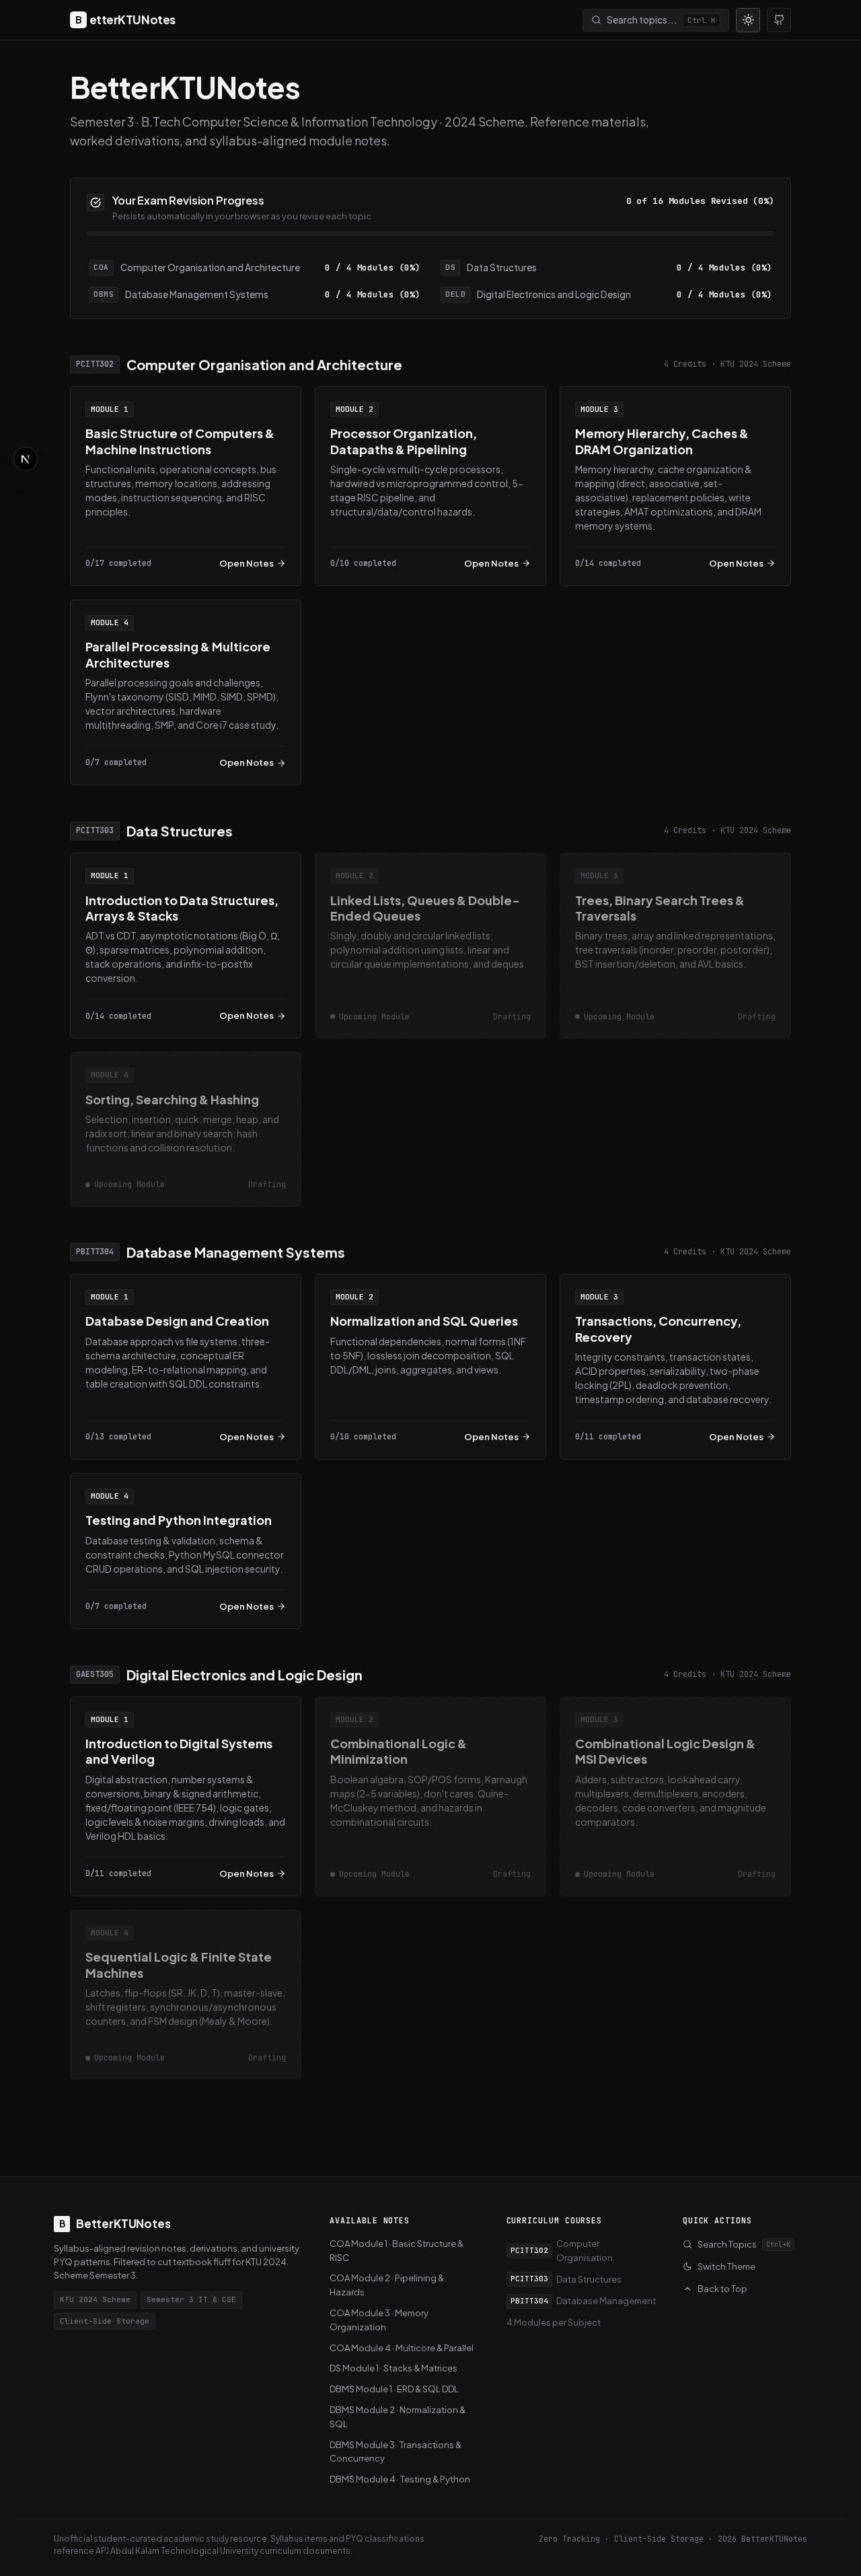 B etterKTUNotes
Search topics... Ctrl K
BetterKTUNotes
Semester 3 · B.Tech Computer Science & Information Technology · 2024 Scheme. Reference materials,
worked derivations, and syllabus-aligned module notes.
Your Exam Revision Progress
0 of 16 Modules Revised (0%)
Persists automatically in your browser as you revise each topic
COA Computer Organisation and Architecture 0 / 4 Modules (0%)
DS Data Structures 0 / 4 Modules (0%)
DBMS Database Management Systems 0 / 4 Modules (0%)
DELD Digital Electronics and Logic Design 0 / 4 Modules (0%)
PCITT302 Computer Organisation and Architecture
4 Credits · KTU 2024 Scheme
MODULE 1
Basic Structure of Computers &
Machine Instructions
Functional units, operational concepts, bus
structures, memory locations, addressing
modes, instruction sequencing, and RISC
principles.
0/17 completed
Open Notes →
MODULE 2
Processor Organization,
Datapaths & Pipelining
Single-cycle vs multi-cycle processors,
hardwired vs microprogrammed control, 5-
stage RISC pipeline, and
structural/data/control hazards.
0/10 completed
Open Notes →
MODULE 3
Memory Hierarchy, Caches &
DRAM Organization
Memory hierarchy, cache organization &
mapping (direct, associative, set-
associative), replacement policies, write
strategies, AMAT optimizations, and DRAM
memory systems.
0/14 completed
Open Notes →
N
MODULE 4
Parallel Processing & Multicore
Architectures
Parallel processing goals and challenges,
Flynn's taxonomy (SISD, MIMD, SIMD, SPMD),
vector architectures, hardware
multithreading, SMP, and Core i7 case study.
0/7 completed
Open Notes →
PCITT303 Data Structures
4 Credits · KTU 2024 Scheme
MODULE 1
Introduction to Data Structures,
Arrays & Stacks
ADT vs CDT, asymptotic notations (Big O, Ω,
Θ), sparse matrices, polynomial addition,
stack operations, and infix-to-postfix
conversion.
0/14 completed
Open Notes →
MODULE 2
Linked Lists, Queues & Double-
Ended Queues
Singly, doubly and circular linked lists,
polynomial addition using lists, linear and
circular queue implementations, and deques.
Upcoming Module
Drafting
MODULE 3
Trees, Binary Search Trees &
Traversals
Binary trees, array and linked representations,
tree traversals (inorder, preorder, postorder),
BST insertion/deletion, and AVL basics.
Upcoming Module
Drafting
MODULE 4
Sorting, Searching & Hashing
Selection, insertion, quick, merge, heap, and
radix sort; linear and binary search; hash
functions and collision resolution.
Upcoming Module
Drafting
PBITT304 Database Management Systems
4 Credits · KTU 2024 Scheme
MODULE 1
Database Design and Creation
Database approach vs file systems, three-
schema architecture, conceptual ER
modeling, ER-to-relational mapping, and
table creation with SQL DDL constraints.
0/13 completed
Open Notes →
MODULE 2
Normalization and SQL Queries
Functional dependencies, normal forms (1NF
to 5NF), lossless join decomposition, SQL
DDL/DML, joins, aggregates, and views.
0/10 completed
Open Notes →
MODULE 3
Transactions, Concurrency,
Recovery
Integrity constraints, transaction states,
ACID properties, serializability, two-phase
locking (2PL), deadlock prevention,
timestamp ordering, and database recovery.
0/11 completed
Open Notes →
MODULE 4
Testing and Python Integration
Database testing & validation, schema &
constraint checks, Python MySQL connector
CRUD operations, and SQL injection security.
0/7 completed
Open Notes →
GAEST305 Digital Electronics and Logic Design
4 Credits · KTU 2024 Scheme
MODULE 1
Introduction to Digital Systems
and Verilog
Digital abstraction, number systems &
conversions, binary & signed arithmetic,
fixed/floating point (IEEE 754), logic gates,
logic levels & noise margins, driving loads, and
Verilog HDL basics.
0/11 completed
Open Notes →
MODULE 2
Combinational Logic &
Minimization
Boolean algebra, SOP/POS forms, Karnaugh
maps (2-5 variables), don't cares, Quine-
McCluskey method, and hazards in
combinational circuits.
Upcoming Module
Drafting
MODULE 3
Combinational Logic Design &
MSI Devices
Adders, subtractors, lookahead carry,
multiplexers, demultiplexers, encoders,
decoders, code converters, and magnitude
comparators.
Upcoming Module
Drafting
MODULE 4
Sequential Logic & Finite State
Machines
Latches, flip-flops (SR, JK, D, T), master-slave,
shift registers, synchronous/asynchronous
counters, and FSM design (Mealy & Moore).
Upcoming Module
Drafting
B BetterKTUNotes
Syllabus-aligned revision notes, derivations, and university
PYQ patterns. Filtered to cut textbook fluff for KTU 2024
Scheme Semester 3.
KTU 2024 Scheme
Semester 3 IT & CSE
Client-Side Storage
AVAILABLE NOTES
COA Module 1 · Basic Structure &
RISC
COA Module 2 · Pipelining &
Hazards
COA Module 3 · Memory
Organization
COA Module 4 · Multicore & Parallel
DS Module 1 · Stacks & Matrices
DBMS Module 1 · ERD & SQL DDL
DBMS Module 2 · Normalization &
SQL
DBMS Module 3 · Transactions &
Concurrency
DBMS Module 4 · Testing & Python
CURRICULUM COURSES
PCITT302 Computer
Organisation
PCITT303 Data Structures
PBITT304 Database Management
4 Modules per Subject
QUICK ACTIONS
Search Topics Ctrl+K
Switch Theme
Back to Top
Unofficial student-curated academic study resource. Syllabus items and PYQ classifications
reference APJ Abdul Kalam Technological University curriculum documents.
Zero Tracking · Client-Side Storage · 2026 BetterKTUNotes